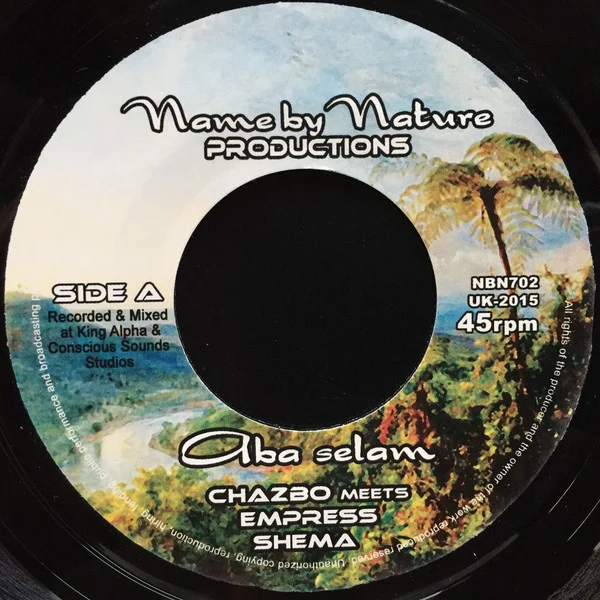 Name by Nature
PRODUCTIONS
SIDE A
Recorded & Mixed
at King Alpha &
Conscious Sounds
Studios
NBN702
UK-2015
45rpm
Aba selam
CHAZBO MEETS
EMPRESS
SHEMA
All rights of the producer and the owner of the work reproduced reserved. Unauthorized copying, reproduction, hiring, lending, public performance and broadcasting